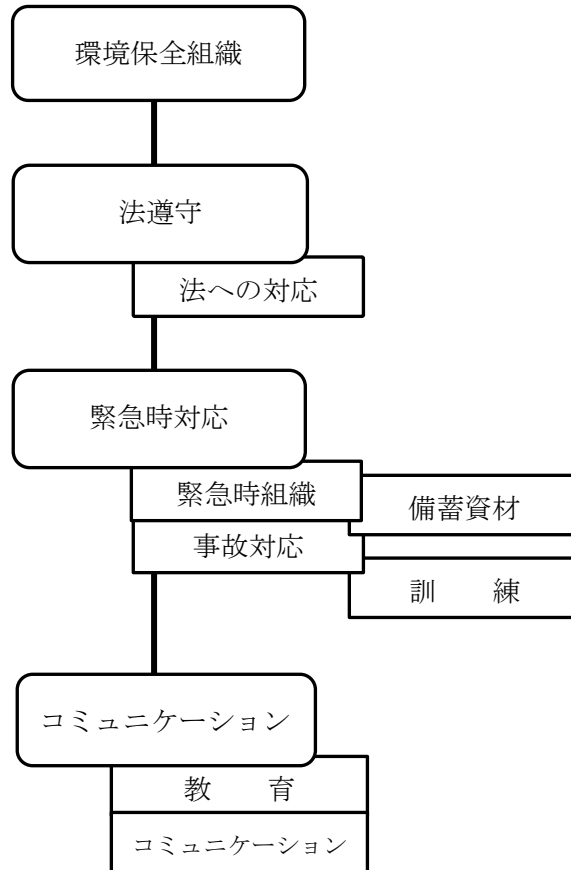 環境保全組織
法遵守
法への対応
緊急時対応
緊急時組織
備蓄資材
事故対応
訓　練
コミュニケーション
教　育
コミュニケーション